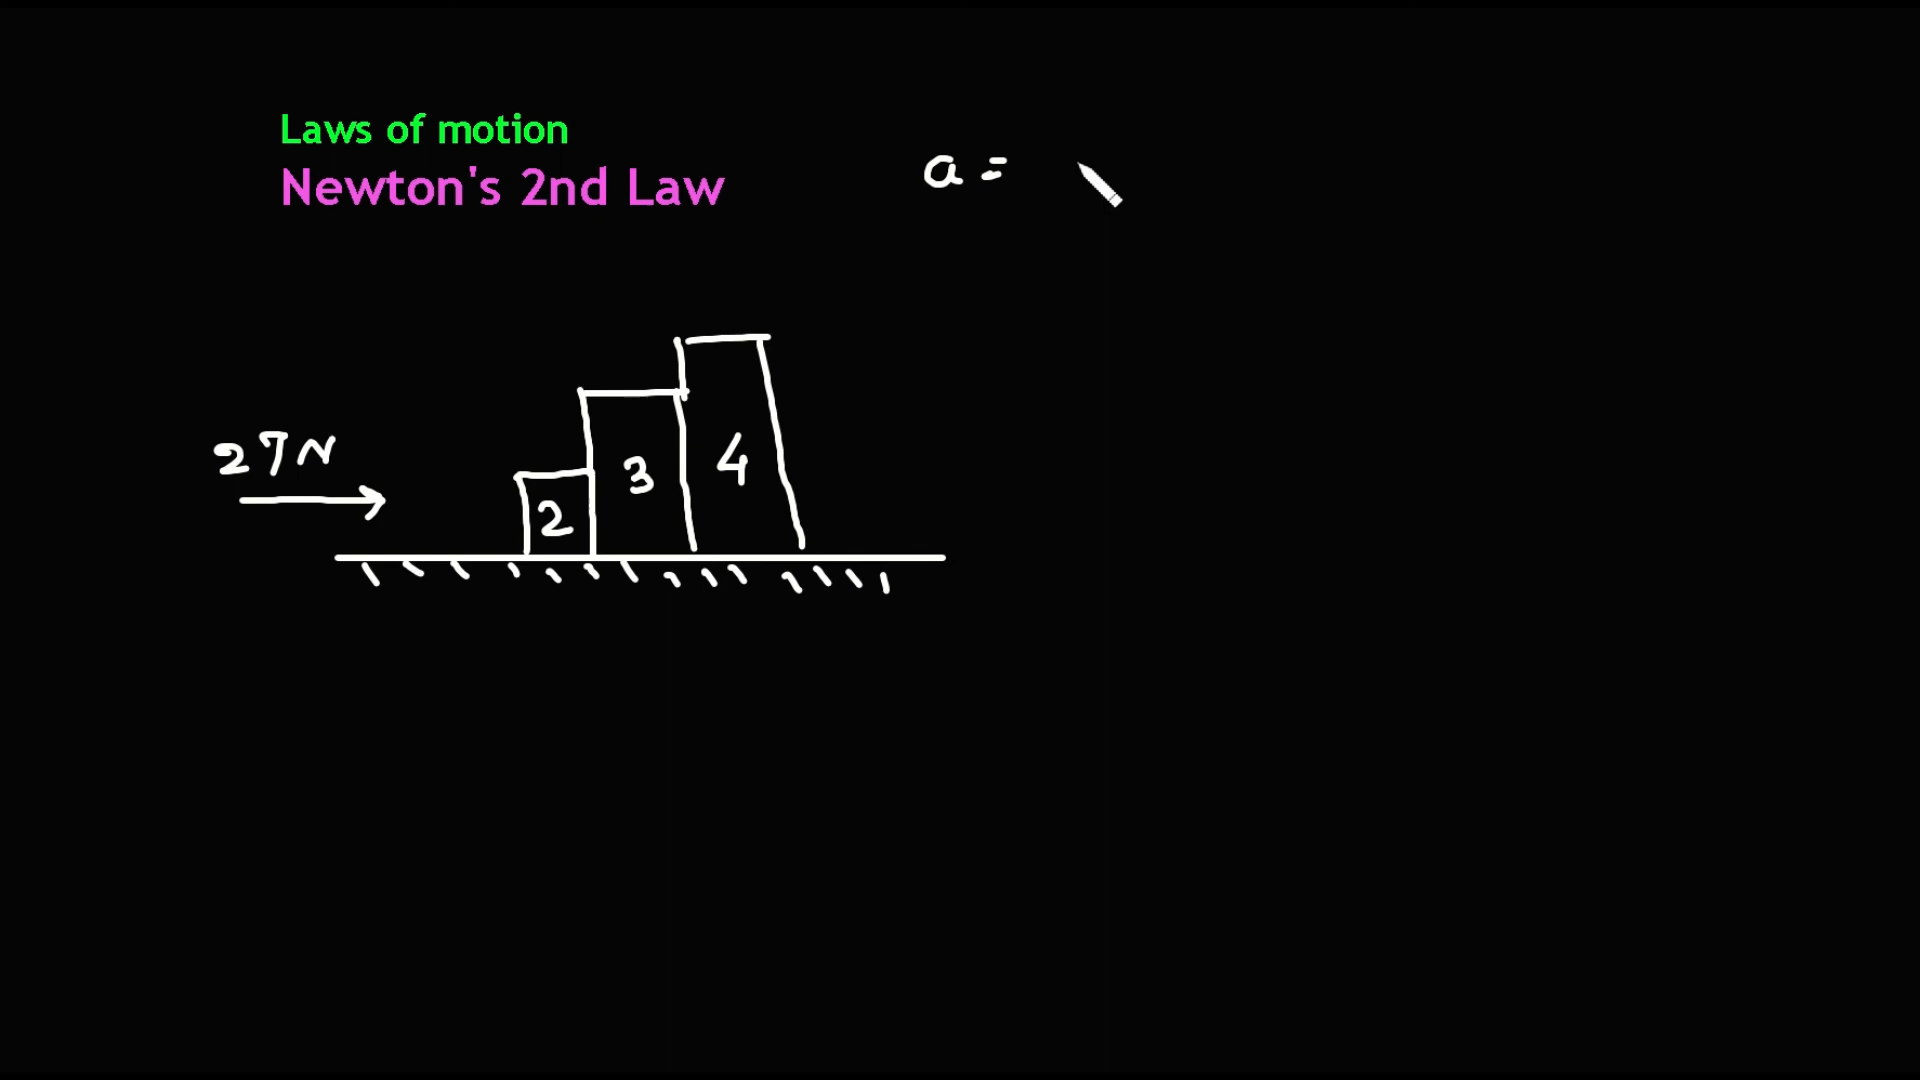 Laws of motion
Newton's 2nd Law
a =
27N
2
3
4